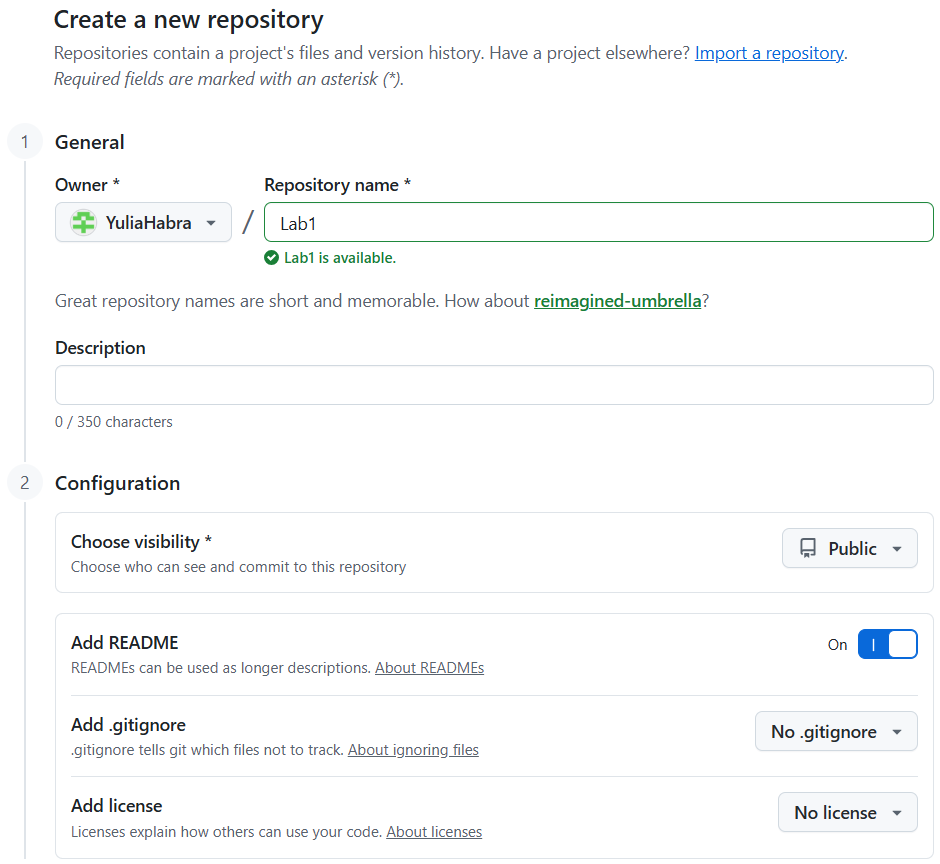 Create a new repository
Repositories contain a project's files and version history. Have a project elsewhere? Import a repository.
Required fields are marked with an asterisk (*).
1 General
Owner * Repository name *
YuliaHabra / Lab1
Lab1 is available.
Great repository names are short and memorable. How about reimagined-umbrella?
Description
0 / 350 characters
2 Configuration
Choose visibility *
Choose who can see and commit to this repository
Public
Add README
READMEs can be used as longer descriptions. About READMEs
On
Add .gitignore
.gitignore tells git which files not to track. About ignoring files
No .gitignore
Add license
Licenses explain how others can use your code. About licenses
No license